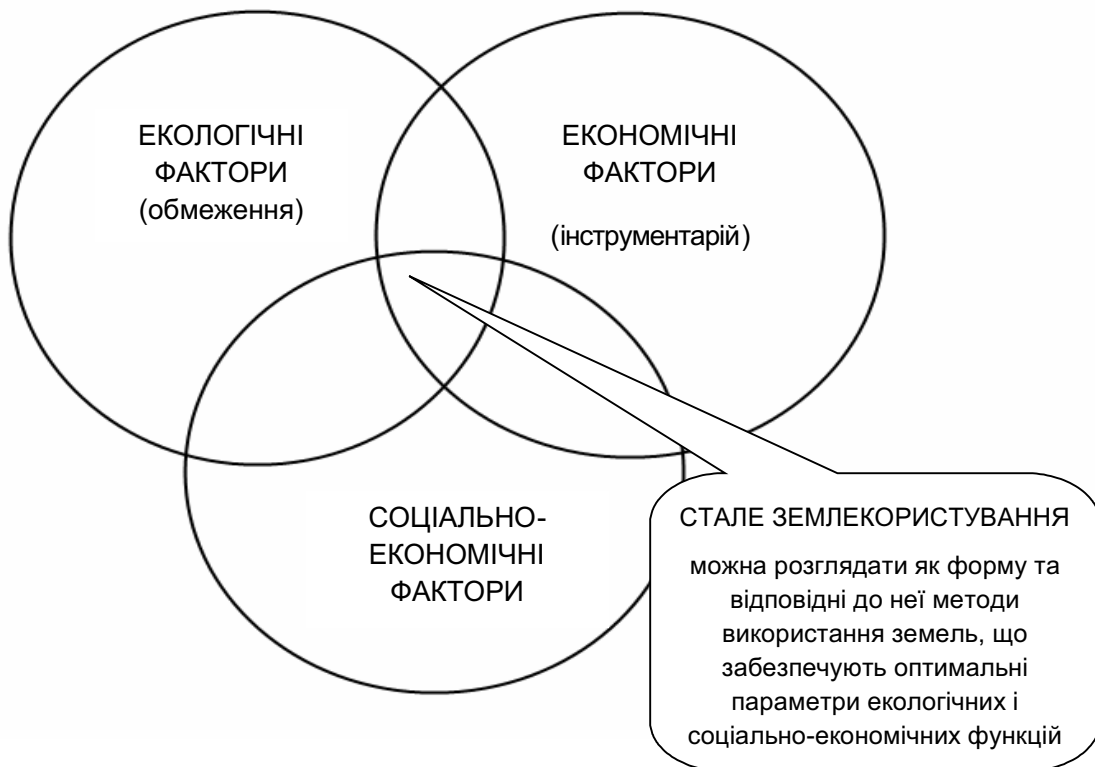 ЕКОЛОГІЧНІ
ФАКТОРИ
(обмеження)
ЕКОНОМІЧНІ
ФАКТОРИ
(інструментарій)
СОЦІАЛЬНО-
ЕКОНОМІЧНІ
ФАКТОРИ
СТАЛЕ ЗЕМЛЕКОРИСТУВАННЯ
можна розглядати як форму та
відповідні до неї методи
використання земель, що
забезпечують оптимальні
параметри екологічних і
соціально-економічних функцій